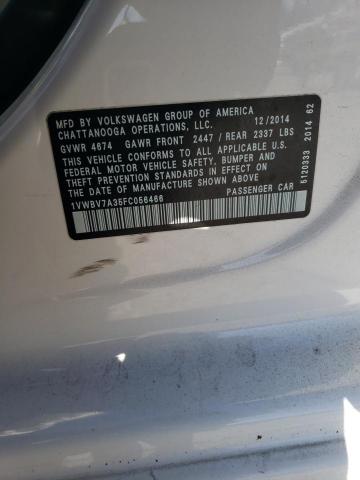 MFD BY VOLKSWAGEN GROUP OF AMERICA
CHATTANOOGA OPERATIONS, LLC. 12/2014
GVWR 4674 GAWR FRONT 2447 / REAR 2337 LBS
THIS VEHICLE CONFORMS TO ALL APPLICABLE U.S.
FEDERAL MOTOR VEHICLE SAFETY, BUMPER AND
THEFT PREVENTION STANDARDS IN EFFECT ON THE
DATE OF MANUFACTURE SHOWN ABOVE
1VWBV7A35FC056466 PASSENGER CAR
5120333 2014 62